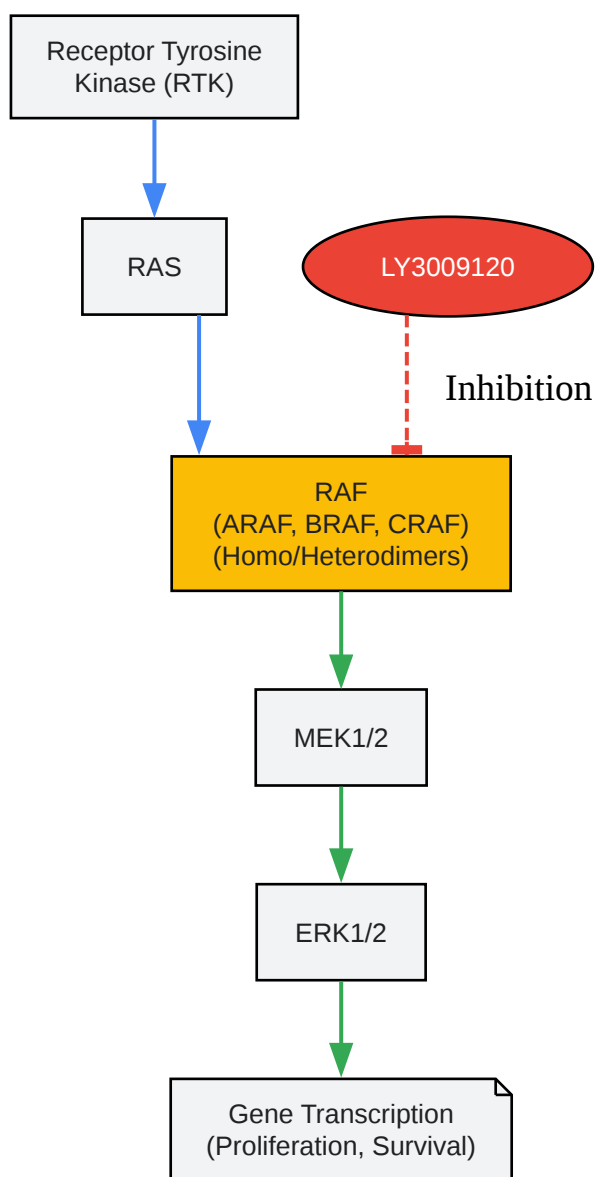 Receptor Tyrosine
Kinase (RTK)
RAS
LY3009120
Inhibition
RAF
(ARAF, BRAF, CRAF)
(Homo/Heterodimers)
MEK1/2
ERK1/2
Gene Transcription
(Proliferation, Survival)